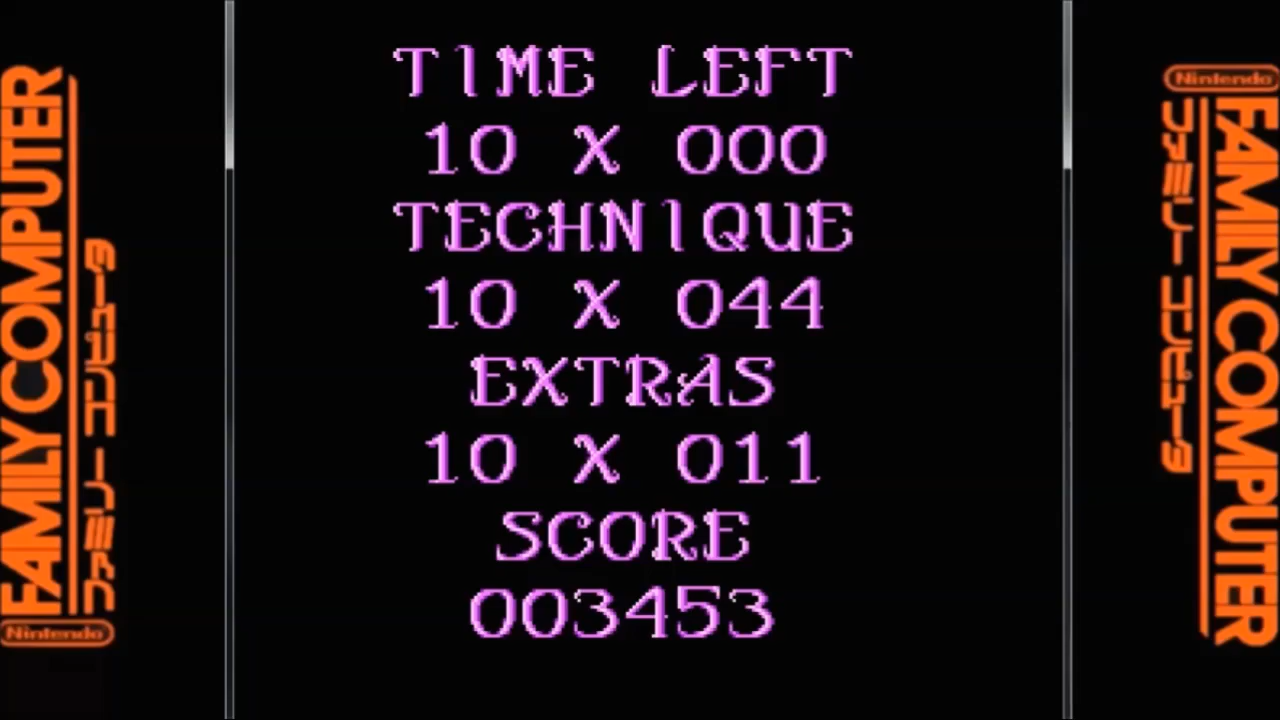 FAMILY COMPUTER
ファミリー コンピュータ
Nintendo
TIME LEFT
10 X 000
TECHNIQUE
10 X 044
EXTRAS
10 X 011
SCORE
003453
Nintendo
FAMILY COMPUTER
ファミリー コンピュータ